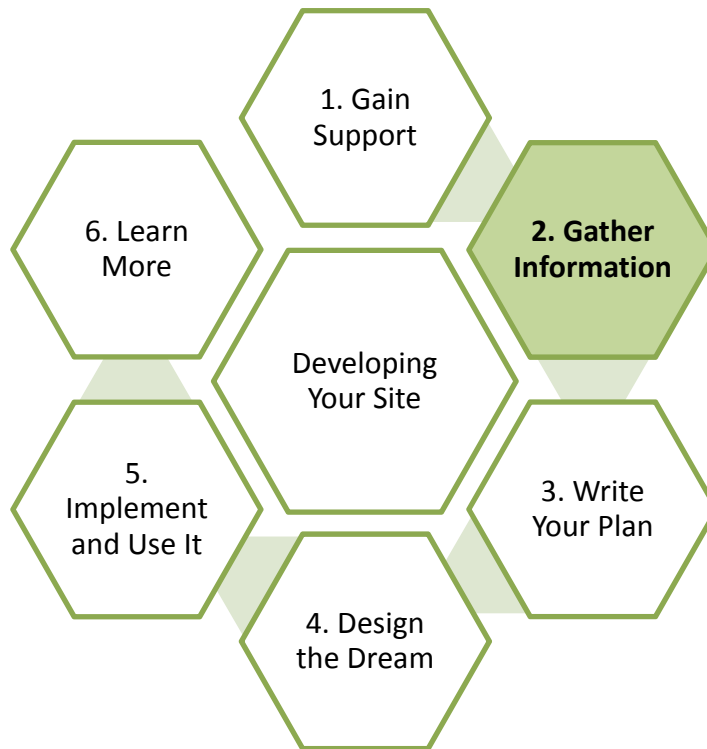 1. Gain
Support
2. Gather
Information
3. Write
Your Plan
4. Design
the Dream
5.
Implement
and Use It
6. Learn
More
Developing
Your Site